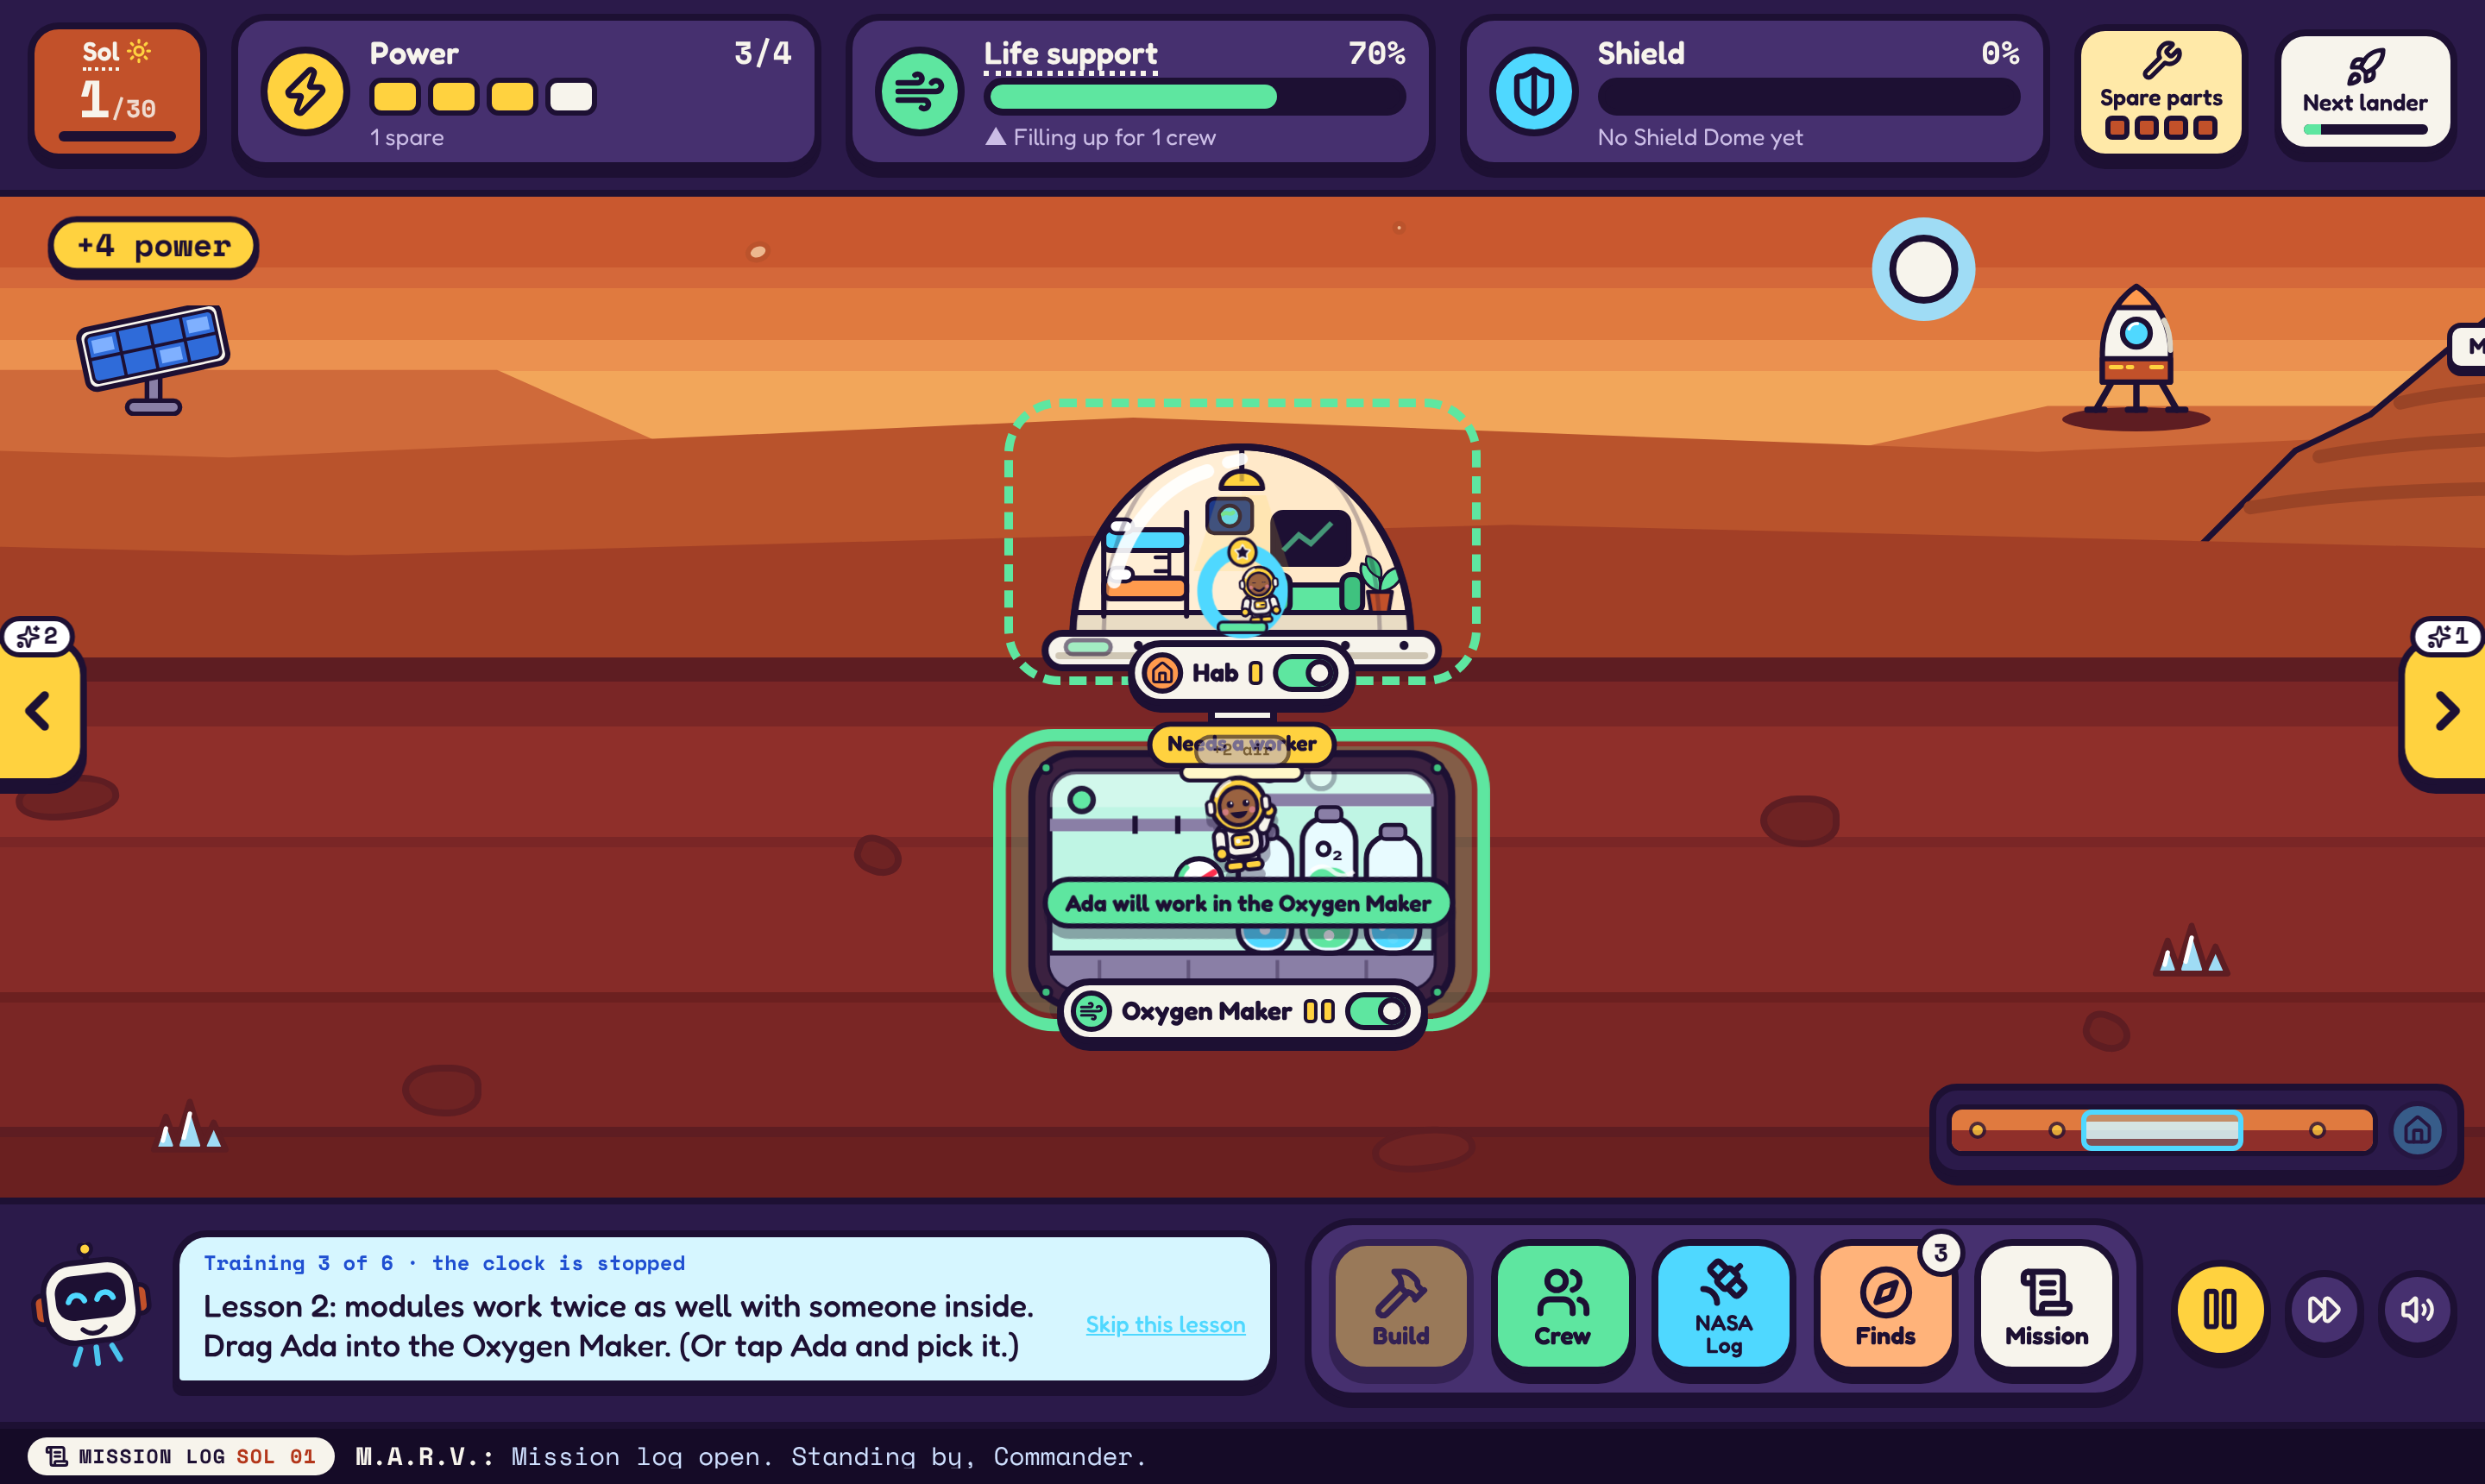 Sol
1/30
Power 3/4
1 spare
Life support 70%
Filling up for 1 crew
Shield 0%
No Shield Dome yet
Spare parts
Next lander
+4 power
M
2
1
Hab
Needs a worker
+2 air
O₂
Ada will work in the Oxygen Maker
Oxygen Maker
Training 3 of 6 · the clock is stopped
Lesson 2: modules work twice as well with someone inside.
Drag Ada into the Oxygen Maker. (Or tap Ada and pick it.)
Skip this lesson
Build
Crew
NASA
Log
3
Finds
Mission
MISSION LOG SOL 01
M.A.R.V.: Mission log open. Standing by, Commander.